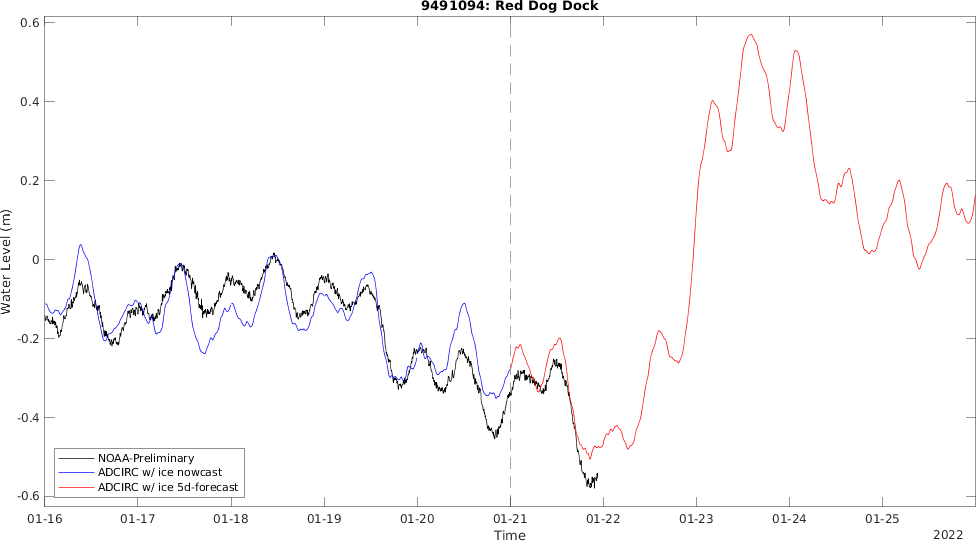 9491094: Red Dog Dock
0.6
0.4
0.2
0
-0.2
-0.4
-0.6
Water Level (m)
NOAA-Preliminary
ADCIRC w/ ice nowcast
ADCIRC w/ ice 5d-forecast
01-16 01-17 01-18 01-19 01-20 01-21 01-22 01-23 01-24 01-25
Time
2022